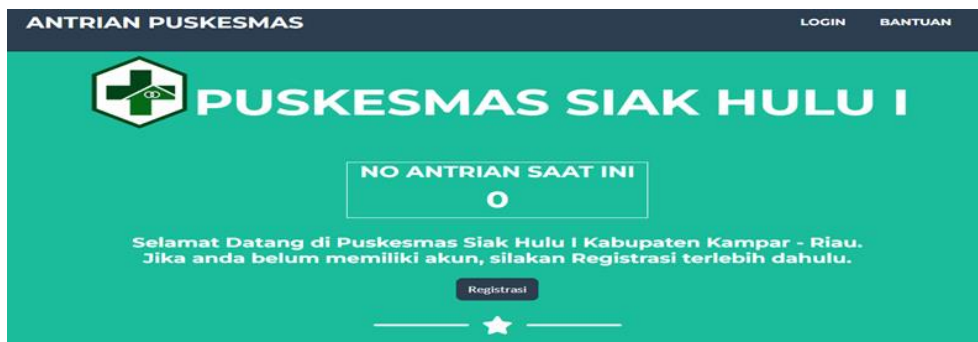 ANTRIAN PUSKESMAS
LOGIN BANTUAN
PUSKESMAS SIAK HULU I
NO ANTRIAN SAAT INI
0
Selamat Datang di Puskesmas Siak Hulu I Kabupaten Kampar - Riau.
Jika anda belum memiliki akun, silakan Registrasi terlebih dahulu.
Registrasi